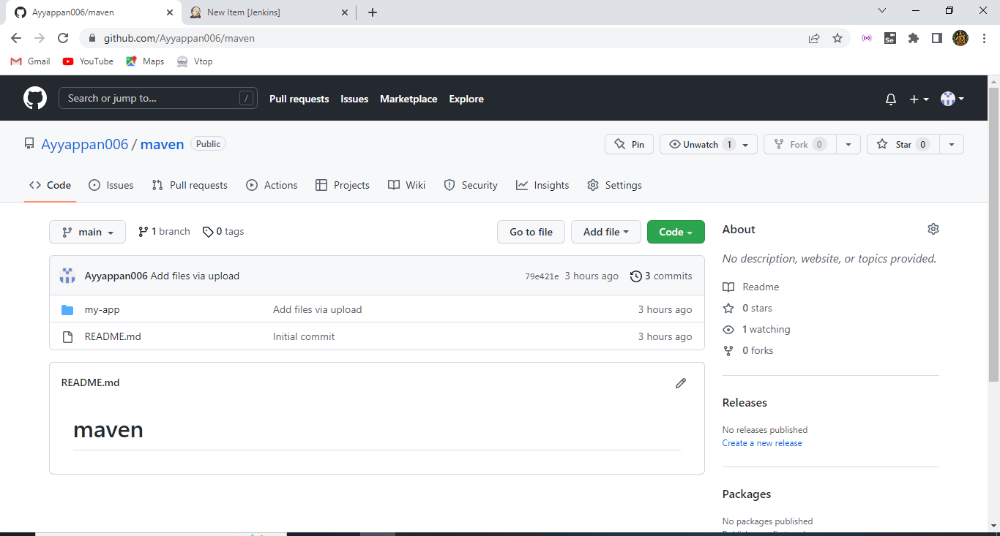 Ayyappan006/maven
New Item [Jenkins]
github.com/Ayyappan006/maven
Se
Gmail YouTube Maps Vtop
Search or jump to... / Pull requests Issues Marketplace Explore
Ayyappan006 / maven Public
Pin Unwatch 1 Fork 0 Star 0
Code Issues Pull requests Actions Projects Wiki Security Insights Settings
main 1 branch 0 tags Go to file Add file Code
Ayyappan006 Add files via upload 79e421e 3 hours ago 3 commits
my-app Add files via upload 3 hours ago
README.md Initial commit 3 hours ago
README.md
maven
About
No description, website, or topics provided.
Readme
0 stars
1 watching
0 forks
Releases
No releases published
Create a new release
Packages
No packages published